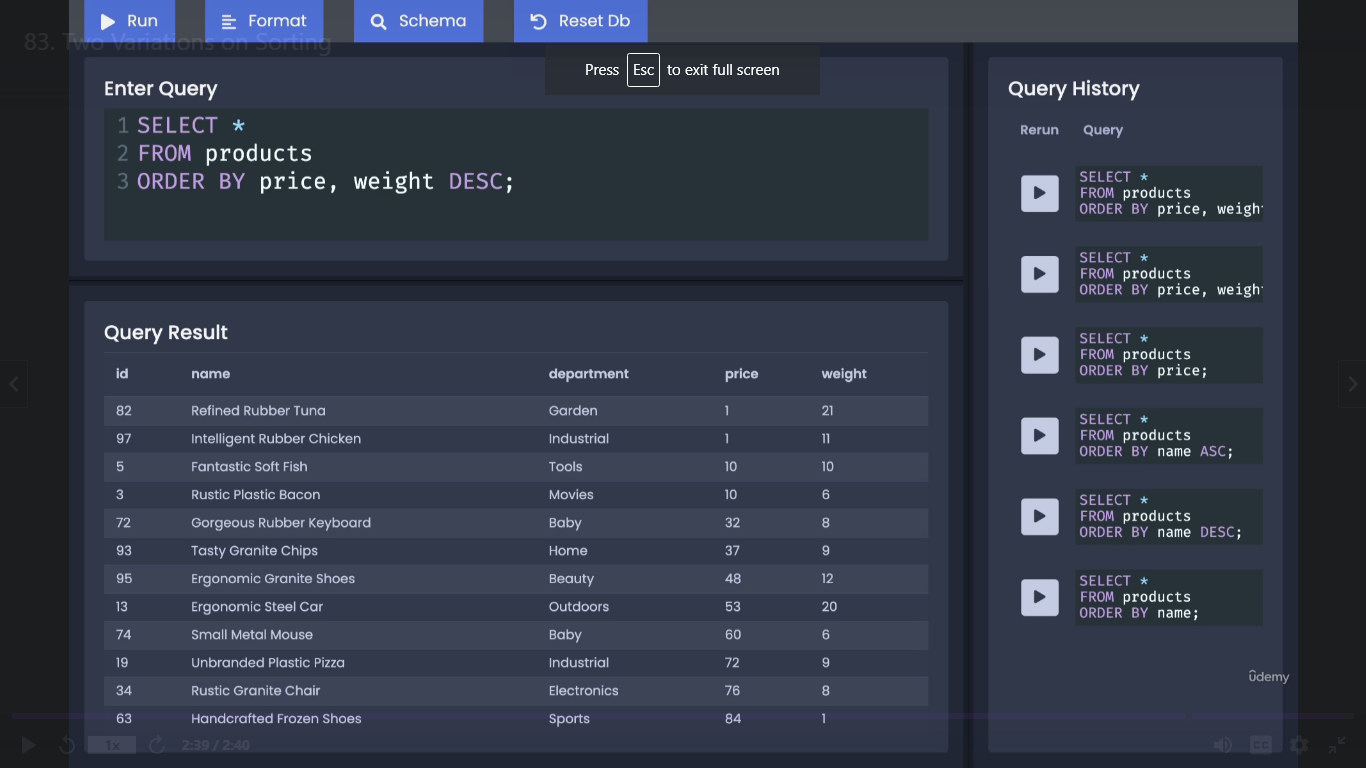 Run
Format
Schema
Reset Db
83. Two Variations on Sorting
Press Esc to exit full screen
Enter Query
1 SELECT *
2 FROM products
3 ORDER BY price, weight DESC;
Query Result
id name department price weight
82 Refined Rubber Tuna Garden 1 21
97 Intelligent Rubber Chicken Industrial 1 11
5 Fantastic Soft Fish Tools 10 10
3 Rustic Plastic Bacon Movies 10 6
72 Gorgeous Rubber Keyboard Baby 32 8
93 Tasty Granite Chips Home 37 9
95 Ergonomic Granite Shoes Beauty 48 12
13 Ergonomic Steel Car Outdoors 53 20
74 Small Metal Mouse Baby 60 6
19 Unbranded Plastic Pizza Industrial 72 9
34 Rustic Granite Chair Electronics 76 8
63 Handcrafted Frozen Shoes Sports 84 1
Query History
Rerun Query
SELECT *
FROM products
ORDER BY price, weigh
SELECT *
FROM products
ORDER BY price, weigh
SELECT *
FROM products
ORDER BY price;
SELECT *
FROM products
ORDER BY name ASC;
SELECT *
FROM products
ORDER BY name DESC;
SELECT *
FROM products
ORDER BY name;
ûdemy
1x
2:39 / 2:40
CC